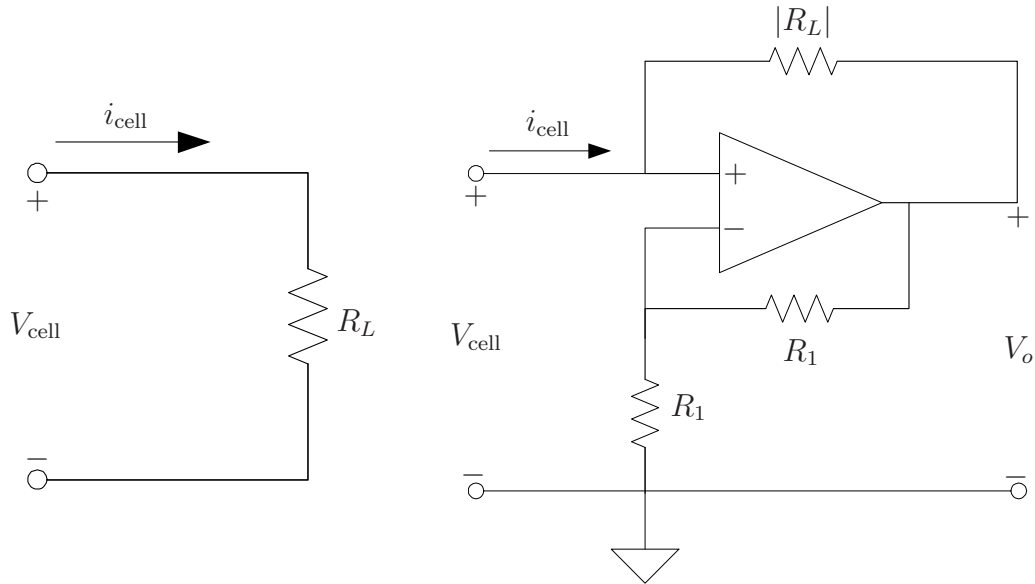 i_cell
+
V_cell
R_L
−
|R_L|
i_cell
+
+
−
+
V_cell
R_1
V_o
R_1
−
−